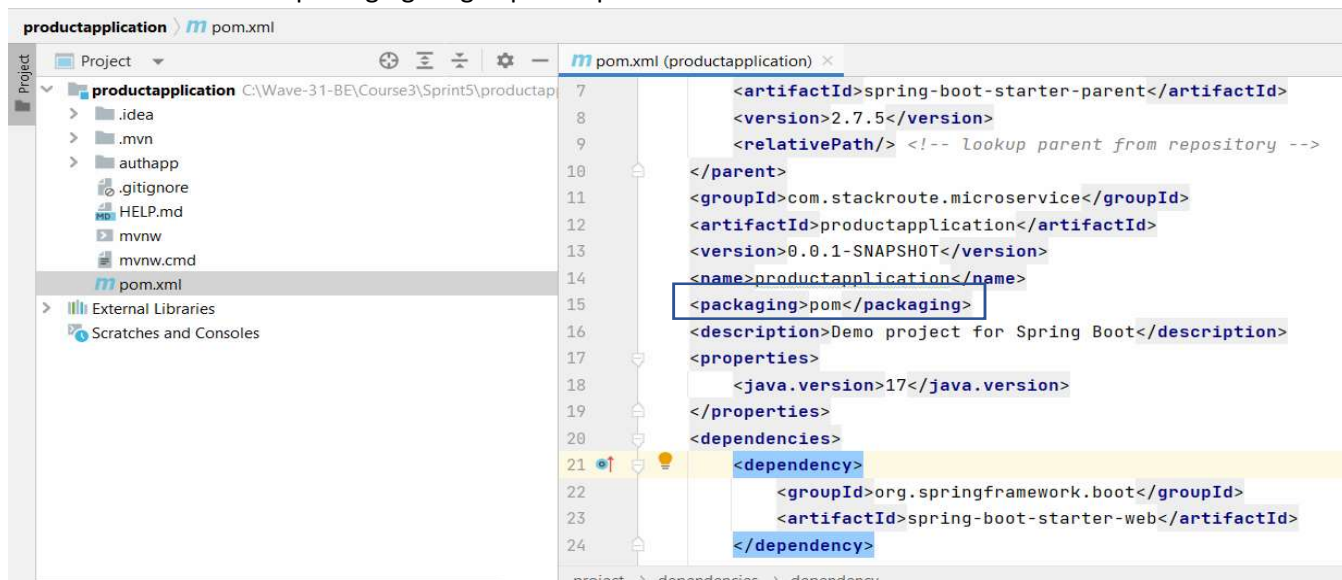 productapplication m pom.xml
Project
Project
m pom.xml (productapplication)
productapplication C:\Wave-31-BE\Course3\Sprint5\productap
.idea
.mvn
authapp
.gitignore
MD HELP.md
mvnw
mvnw.cmd
m pom.xml
External Libraries
Scratches and Consoles
7 <artifactId>spring-boot-starter-parent</artifactId>
8 <version>2.7.5</version>
9 <relativePath/> <!-- lookup parent from repository -->
10 </parent>
11 <groupId>com.stackroute.microservice</groupId>
12 <artifactId>productapplication</artifactId>
13 <version>0.0.1-SNAPSHOT</version>
14 <name>productapplication</name>
15 <packaging>pom</packaging>
16 <description>Demo project for Spring Boot</description>
17 <properties>
18 <java.version>17</java.version>
19 </properties>
20 <dependencies>
21 <dependency>
22 <groupId>org.springframework.boot</groupId>
23 <artifactId>spring-boot-starter-web</artifactId>
24 </dependency>
project > dependencies > dependency